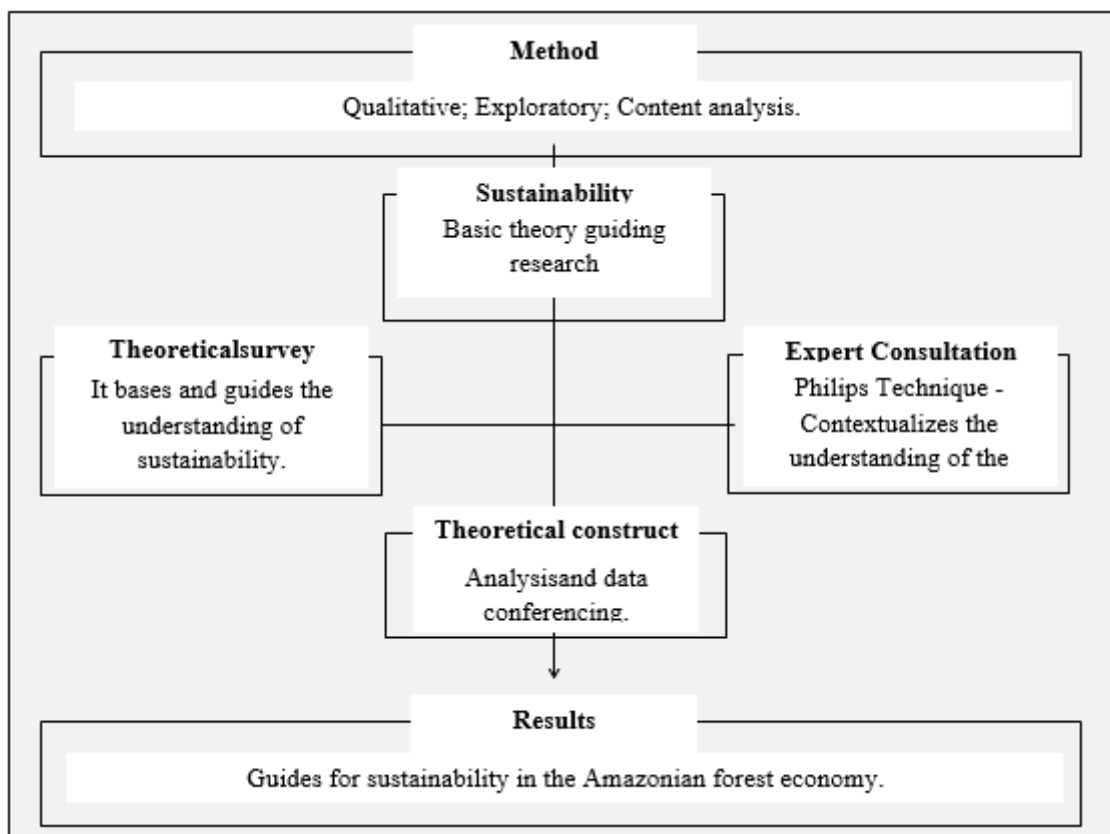 Method
Qualitative; Exploratory; Content analysis.
Sustainability
Basic theory guiding
research
Theoreticalsurvey
It bases and guides the
understanding of
sustainability.
Expert Consultation
Philips Technique -
Contextualizes the
understanding of the
Theoretical construct
Analysisand data
conferencing.
Results
Guides for sustainability in the Amazonian forest economy.